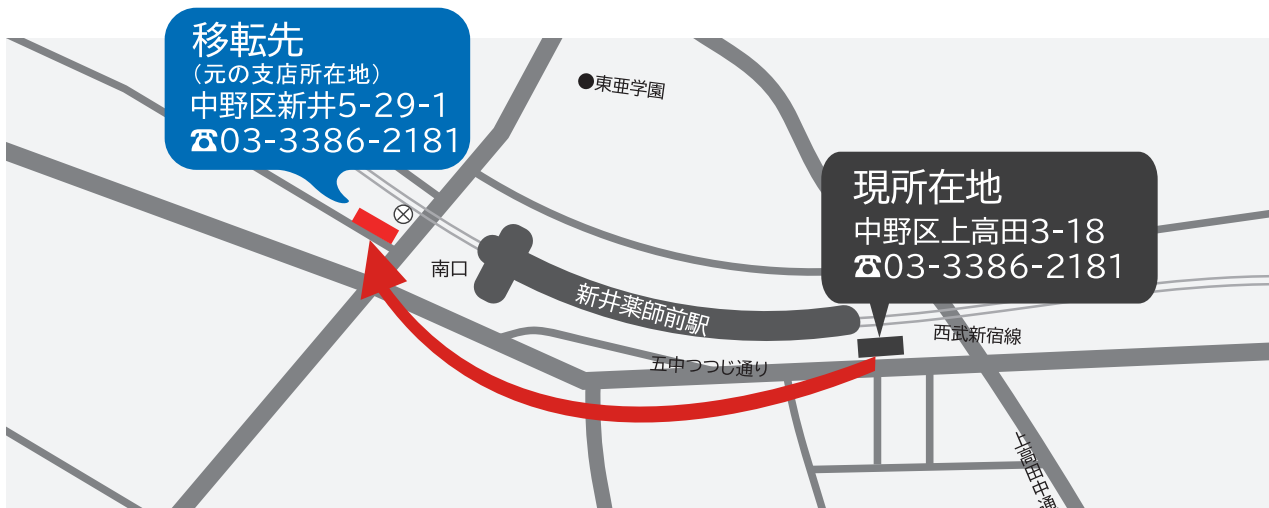 移転先
（元の支店所在地）
中野区新井5-29-1
☎03-3386-2181
東亜学園
現所在地
中野区上高田3-18
☎03-3386-2181
南口
新井薬師前駅
西武新宿線
五中つつじ通り
上高田中通